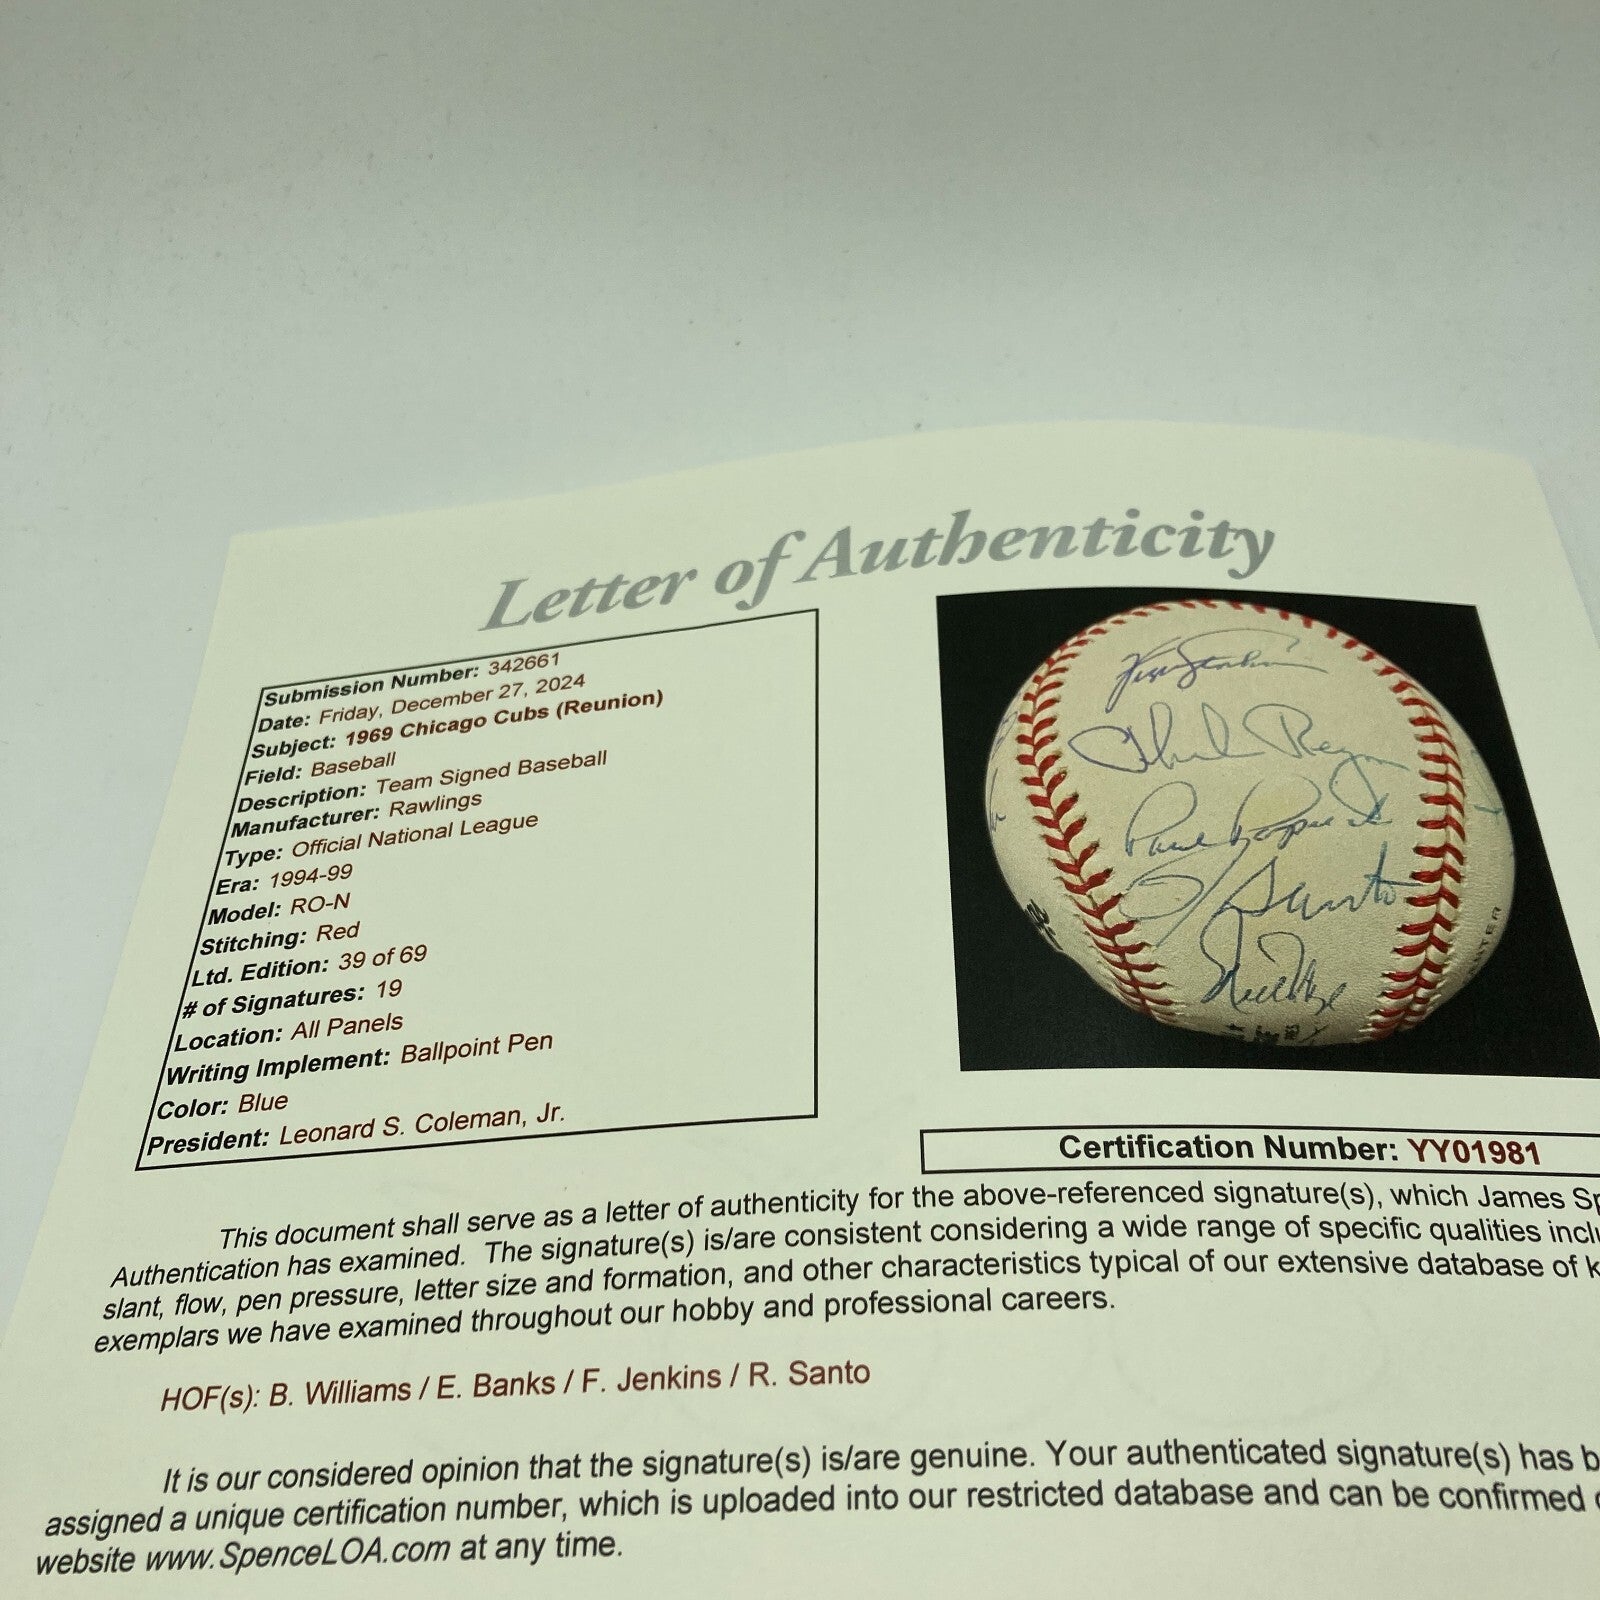 Letter of Authenticity
Submission Number: 342661
Date: Friday, December 27, 2024
Subject: 1969 Chicago Cubs (Reunion)
Field: Baseball
Description: Team Signed Baseball
Manufacturer: Rawlings
Type: Official National League
Era: 1994-99
Model: RO-N
Stitching: Red
Ltd. Edition: 39 of 69
# of Signatures: 19
Location: All Panels
Writing Implement: Ballpoint Pen
Color: Blue
President: Leonard S. Coleman, Jr.
Paul Popovich
Santo
Certification Number: YY01981
This document shall serve as a letter of authenticity for the above-referenced signature(s), which James Sp
Authentication has examined. The signature(s) is/are consistent considering a wide range of specific qualities inclu
slant, flow, pen pressure, letter size and formation, and other characteristics typical of our extensive database of k
exemplars we have examined throughout our hobby and professional careers.
HOF(s): B. Williams / E. Banks / F. Jenkins / R. Santo
It is our considered opinion that the signature(s) is/are genuine. Your authenticated signature(s) has b
assigned a unique certification number, which is uploaded into our restricted database and can be confirmed
website www.SpenceLOA.com at any time.